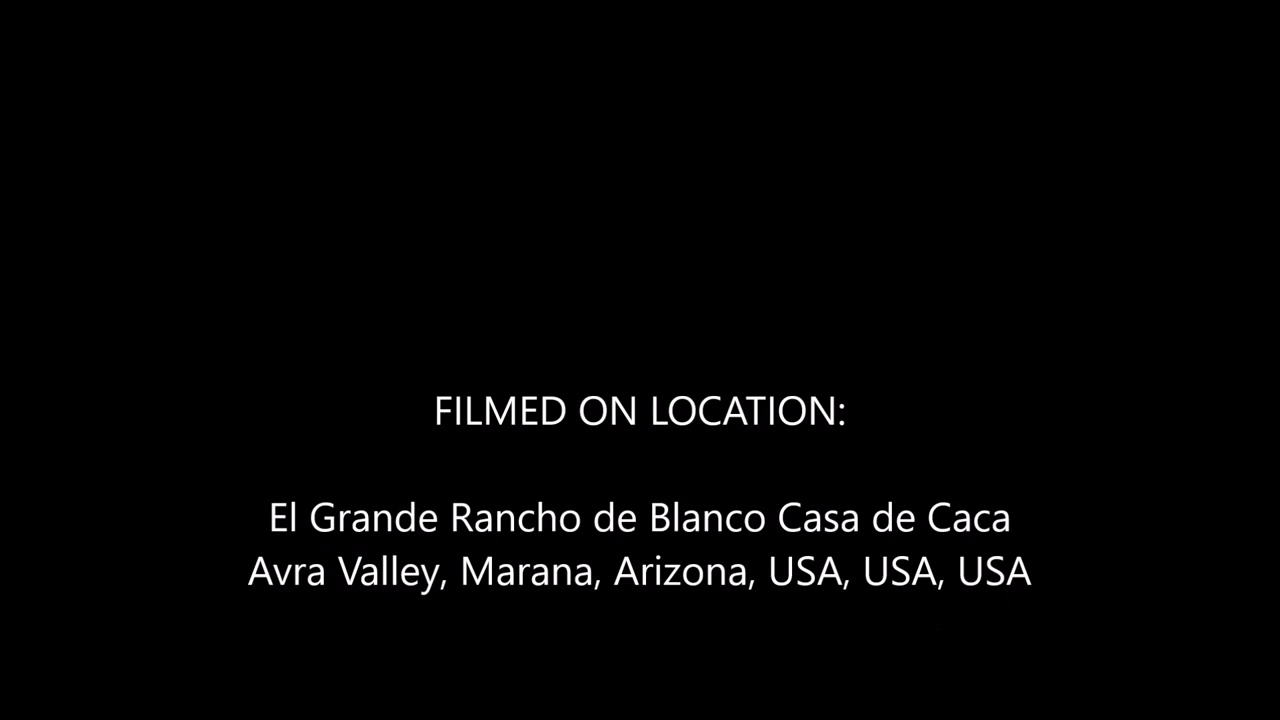 FILMED ON LOCATION:
El Grande Rancho de Blanco Casa de Caca
Avra Valley, Marana, Arizona, USA, USA, USA